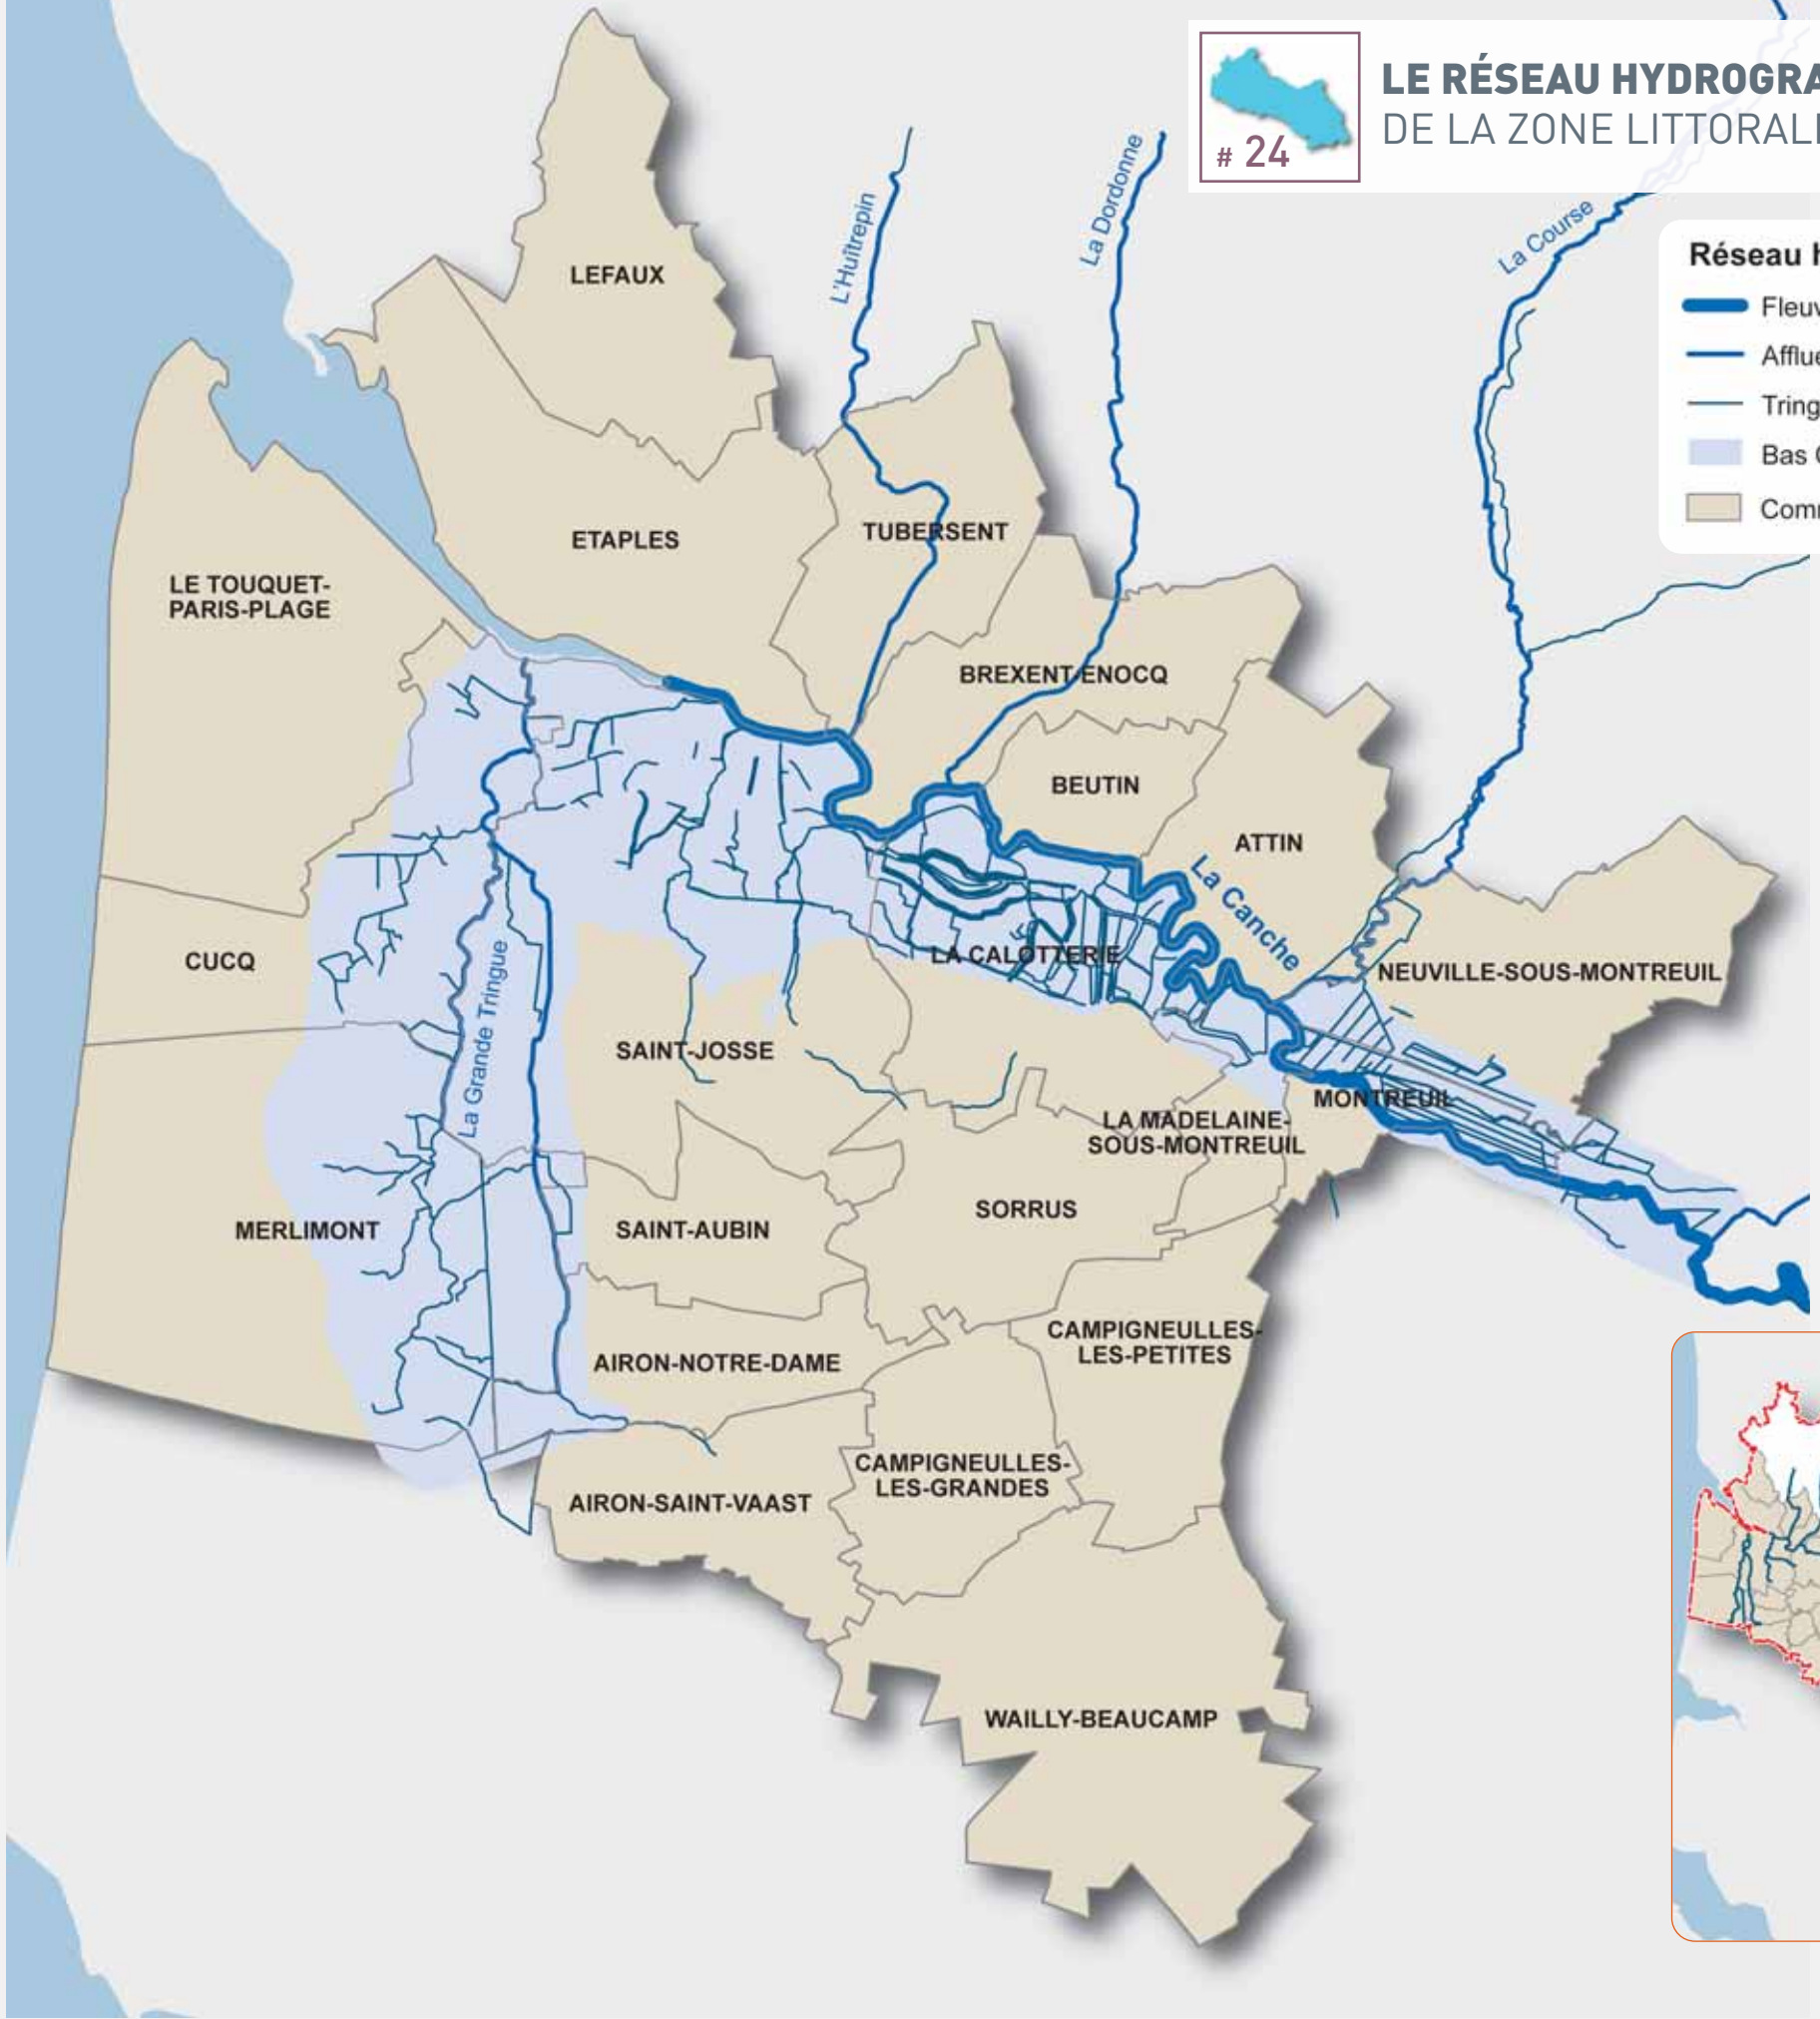 # 24
LE RÉSEAU HYDROGRA
DE LA ZONE LITTORAL
Réseau
Fleuv
Afflue
Tring
Bas
Com
L'Huîtrepin
La Dordonne
La Course
LEFAUX
ETAPLES
TUBERSENT
LE TOUQUET-
PARIS-PLAGE
BREXENT-ENOCQ
BEUTIN
ATTIN
La Canche
CUCQ
LA CALOTTERIE
NEUVILLE-SOUS-MONTREUIL
La Grande Tringue
SAINT-JOSSE
MONTREUIL
LA MADELAINE-
SOUS-MONTREUIL
MERLIMONT
SAINT-AUBIN
SORRUS
AIRON-NOTRE-DAME
CAMPIGNEULLES-
LES-PETITES
CAMPIGNEULLES-
LES-GRANDES
AIRON-SAINT-VAAST
WAILLY-BEAUCAMP